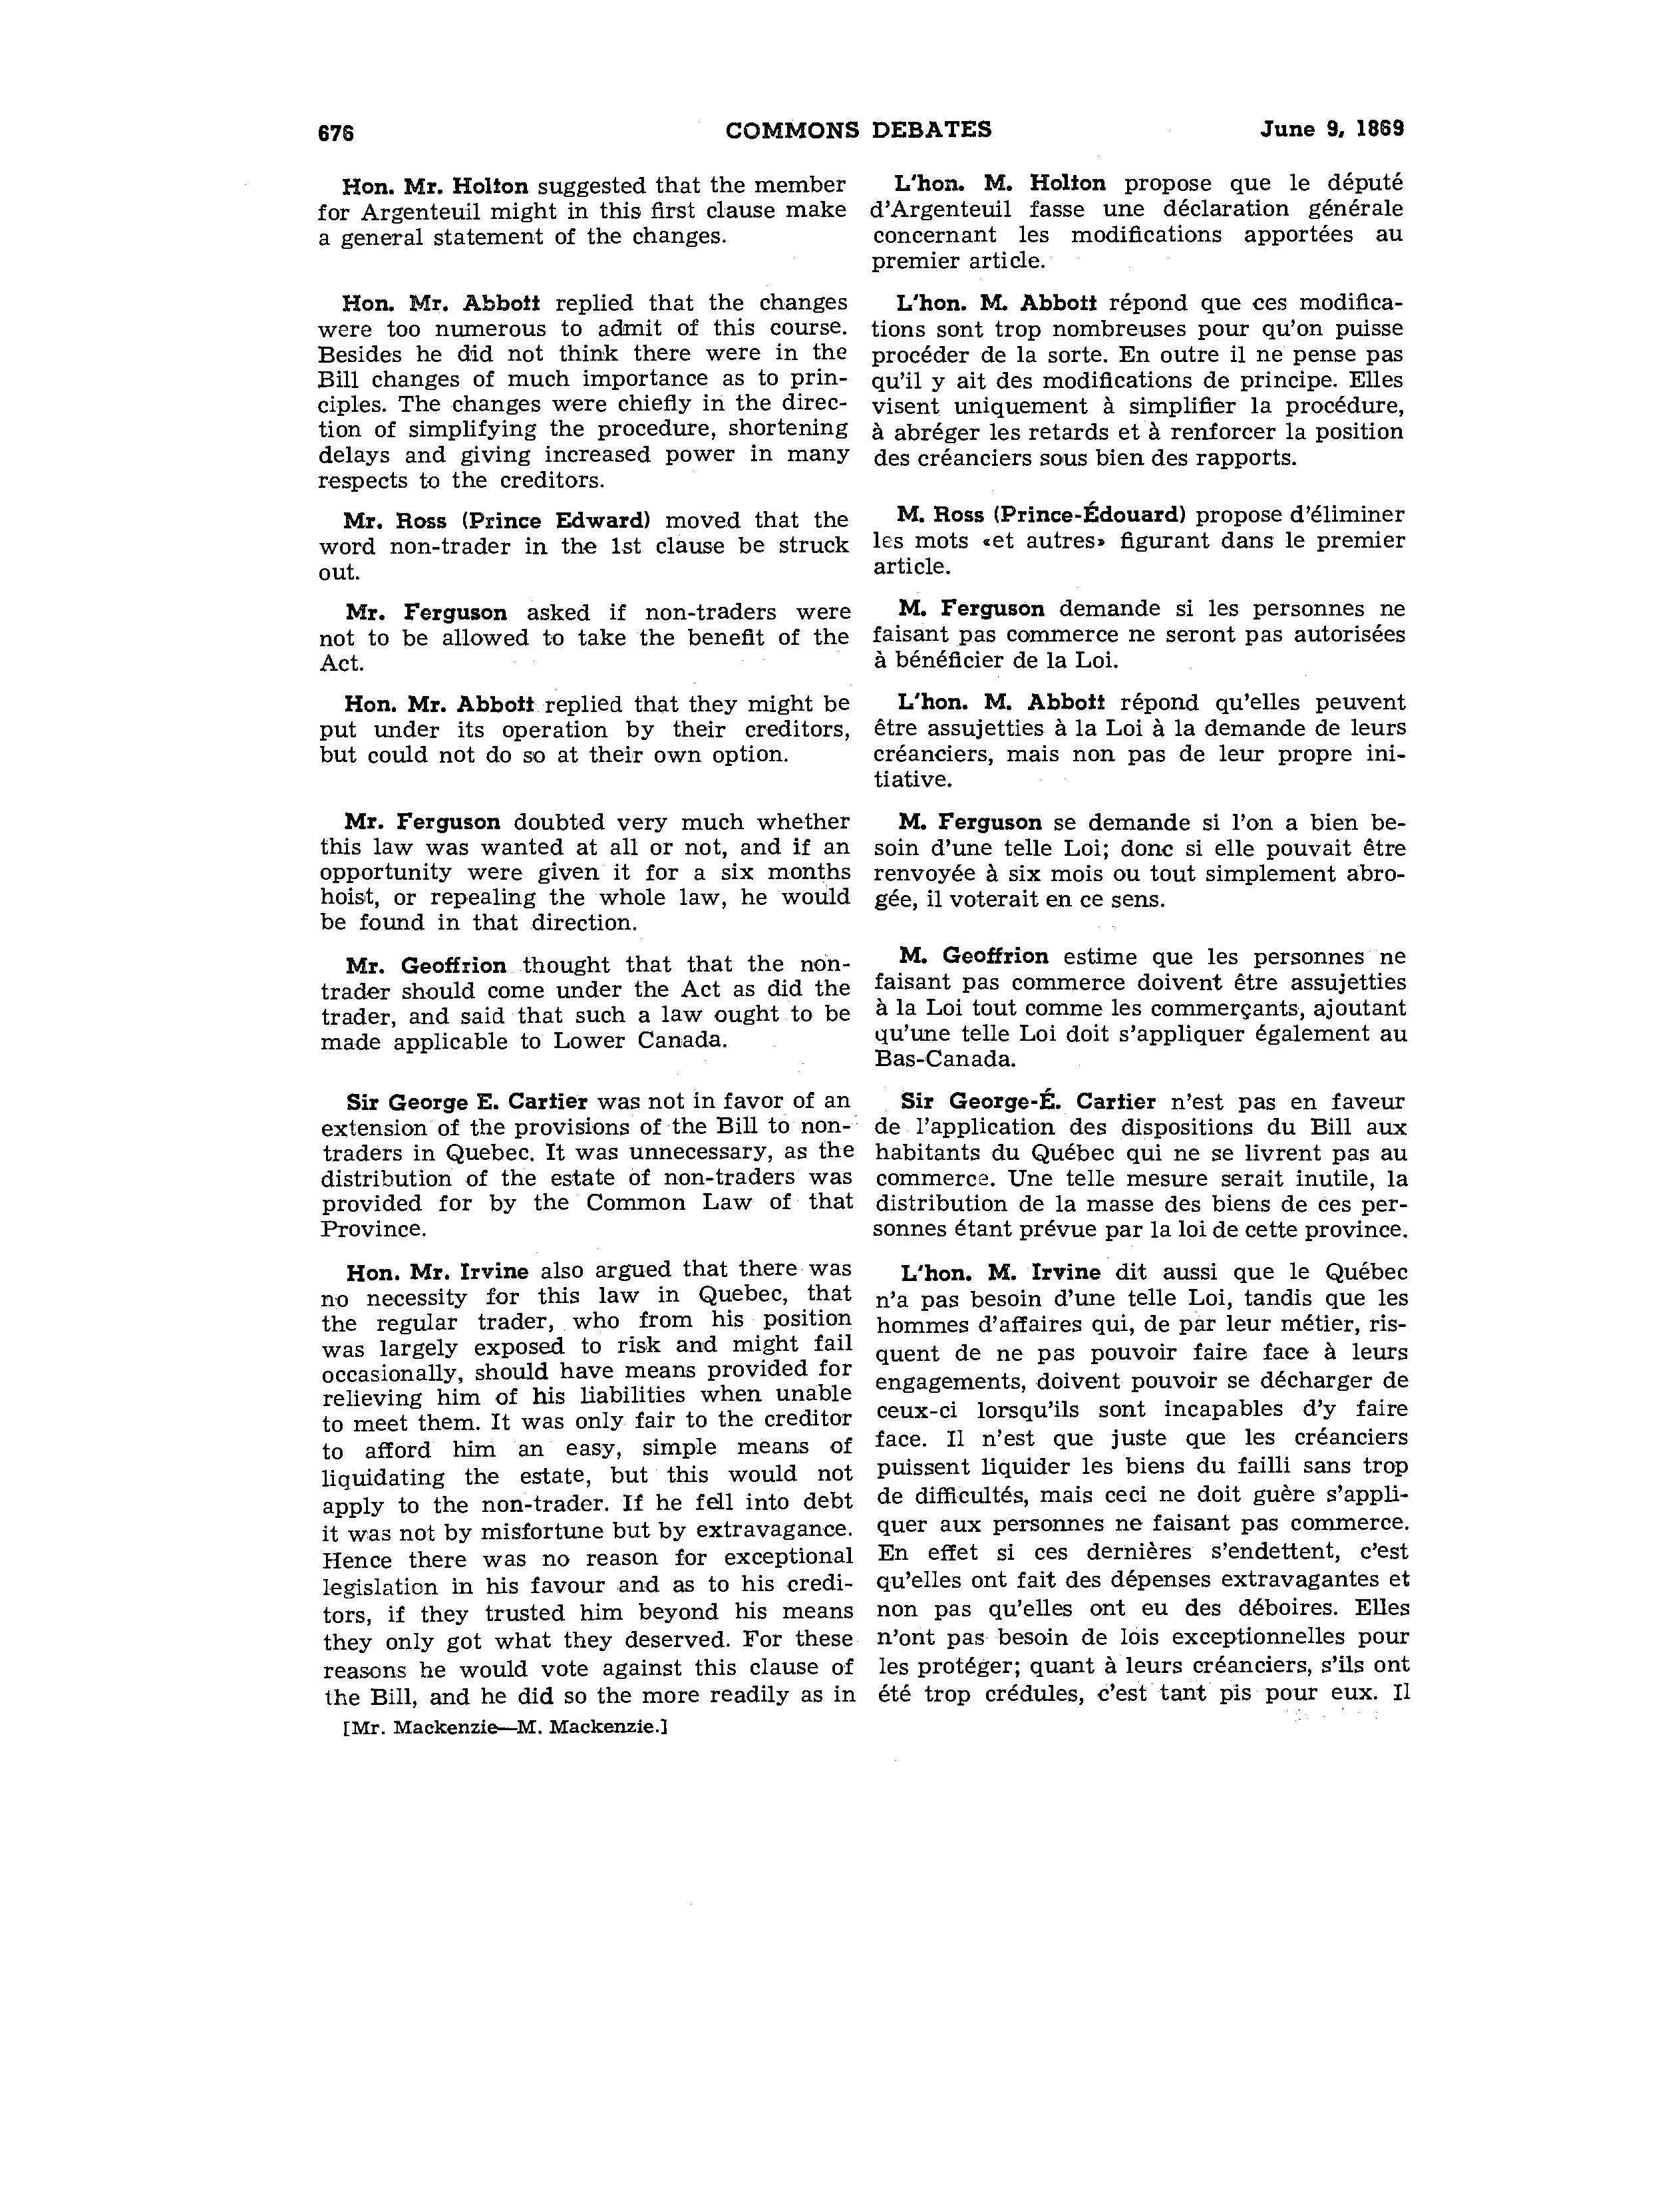 676 COMMONS DEBATES June 9, 1869
Hon. Mr. Holton suggested that the member
for Argenteuil might in this first clause make
a general statement of the changes.
Hon. Mr. Abbott replied that the changes
were too numerous to admit of this course.
Besides he did not think there were in the
Bill changes of much importance as to prin-
ciples. The changes were chiefly in the direc-
tion of simplifying the procedure, shortening
delays and giving increased power in many
respects to the creditors.
Mr. Ross (Prince Edward) moved that the
word non-trader in the 1st clause be struck
out.
Mr. Ferguson asked if non-traders were
not to be allowed to take the benefit of the
Act.
Hon. Mr. Abbott replied that they might be
put under its operation by their creditors,
but could not do so at their own option.
Mr. Ferguson doubted very much whether
this law was wanted at all or not, and if an
opportunity were given it for a six months
hoist, or repealing the whole law, he would
be found in that direction.
Mr. Geoffrion thought that that the non-
trader should come under the Act as did the
trader, and said that such a law ought to be
made applicable to Lower Canada.
Sir George E. Cartier was not in favor of an
extension of the provisions of the Bill to non-
traders in Quebec. It was unnecessary, as the
distribution of the estate of non-traders was
provided for by the Common Law of that
Province.
Hon. Mr. Irvine also argued that there was
no necessity for this law in Quebec, that
the regular trader, who from his position
was largely exposed to risk and might fail
occasionally, should have means provided for
relieving him of his liabilities when unable
to meet them. It was only fair to the creditor
to afford him an easy, simple means of
liquidating the estate, but this would not
apply to the non-trader. If he fell into debt
it was not by misfortune but by extravagance.
Hence there was no reason for exceptional
legislation in his favour and as to his credi-
tors, if they trusted him beyond his means
they only got what they deserved. For these
reasons he would vote against this clause of
the Bill, and he did so the more readily as in
[Mr. Mackenzie—M. Mackenzie.]
L'hon. M. Holton propose que le député
d'Argenteuil fasse une déclaration générale
concernant les modifications apportées au
premier article.
L'hon. M. Abbott répond que ces modifica-
tions sont trop nombreuses pour qu'on puisse
procéder de la sorte. En outre il ne pense pas
qu'il y ait des modifications de principe. Elles
visent uniquement à simplifier la procédure,
à abréger les retards et à renforcer la position
des créanciers sous bien des rapports.
M. Ross (Prince-Édouard) propose d'éliminer
les mots «et autres» figurant dans le premier
article.
M. Ferguson demande si les personnes ne
faisant pas commerce ne seront pas autorisées
à bénéficier de la Loi.
L'hon. M. Abbott répond qu'elles peuvent
être assujetties à la Loi à la demande de leurs
créanciers, mais non pas de leur propre ini-
tiative.
M. Ferguson se demande si l'on a bien be-
soin d'une telle Loi; donc si elle pouvait être
renvoyée à six mois ou tout simplement abro-
gée, il voterait en ce sens.
M. Geoffrion estime que les personnes ne
faisant pas commerce doivent être assujetties
à la Loi tout comme les commerçants, ajoutant
qu'une telle Loi doit s'appliquer également au
Bas-Canada.
Sir George-É. Cartier n'est pas en faveur
de l'application des dispositions du Bill aux
habitants du Québec qui ne se livrent pas au
commerce. Une telle mesure serait inutile, la
distribution de la masse des biens de ces per-
sonnes étant prévue par la loi de cette province.
L'hon. M. Irvine dit aussi que le Québec
n'a pas besoin d'une telle Loi, tandis que les
hommes d'affaires qui, de par leur métier, ris-
quent de ne pas pouvoir faire face à leurs
engagements, doivent pouvoir se décharger de
ceux-ci lorsqu'ils sont incapables d'y faire
face. Il n'est que juste que les créanciers
puissent liquider les biens du failli sans trop
de difficultés, mais ceci ne doit guère s'appli-
quer aux personnes ne faisant pas commerce.
En effet si ces dernières s'endettent, c'est
qu'elles ont fait des dépenses extravagantes et
non pas qu'elles ont eu des déboires. Elles
n'ont pas besoin de lois exceptionnelles pour
les protéger; quant à leurs créanciers, s'ils ont
été trop crédules, c'est tant pis pour eux. Il